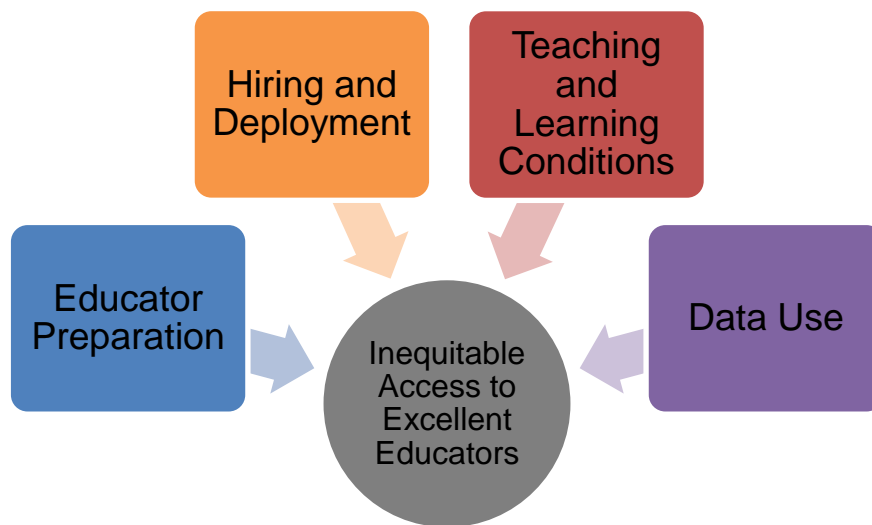 Hiring and
Deployment
Teaching
and
Learning
Conditions
Educator
Preparation
Data Use
Inequitable
Access to
Excellent
Educators